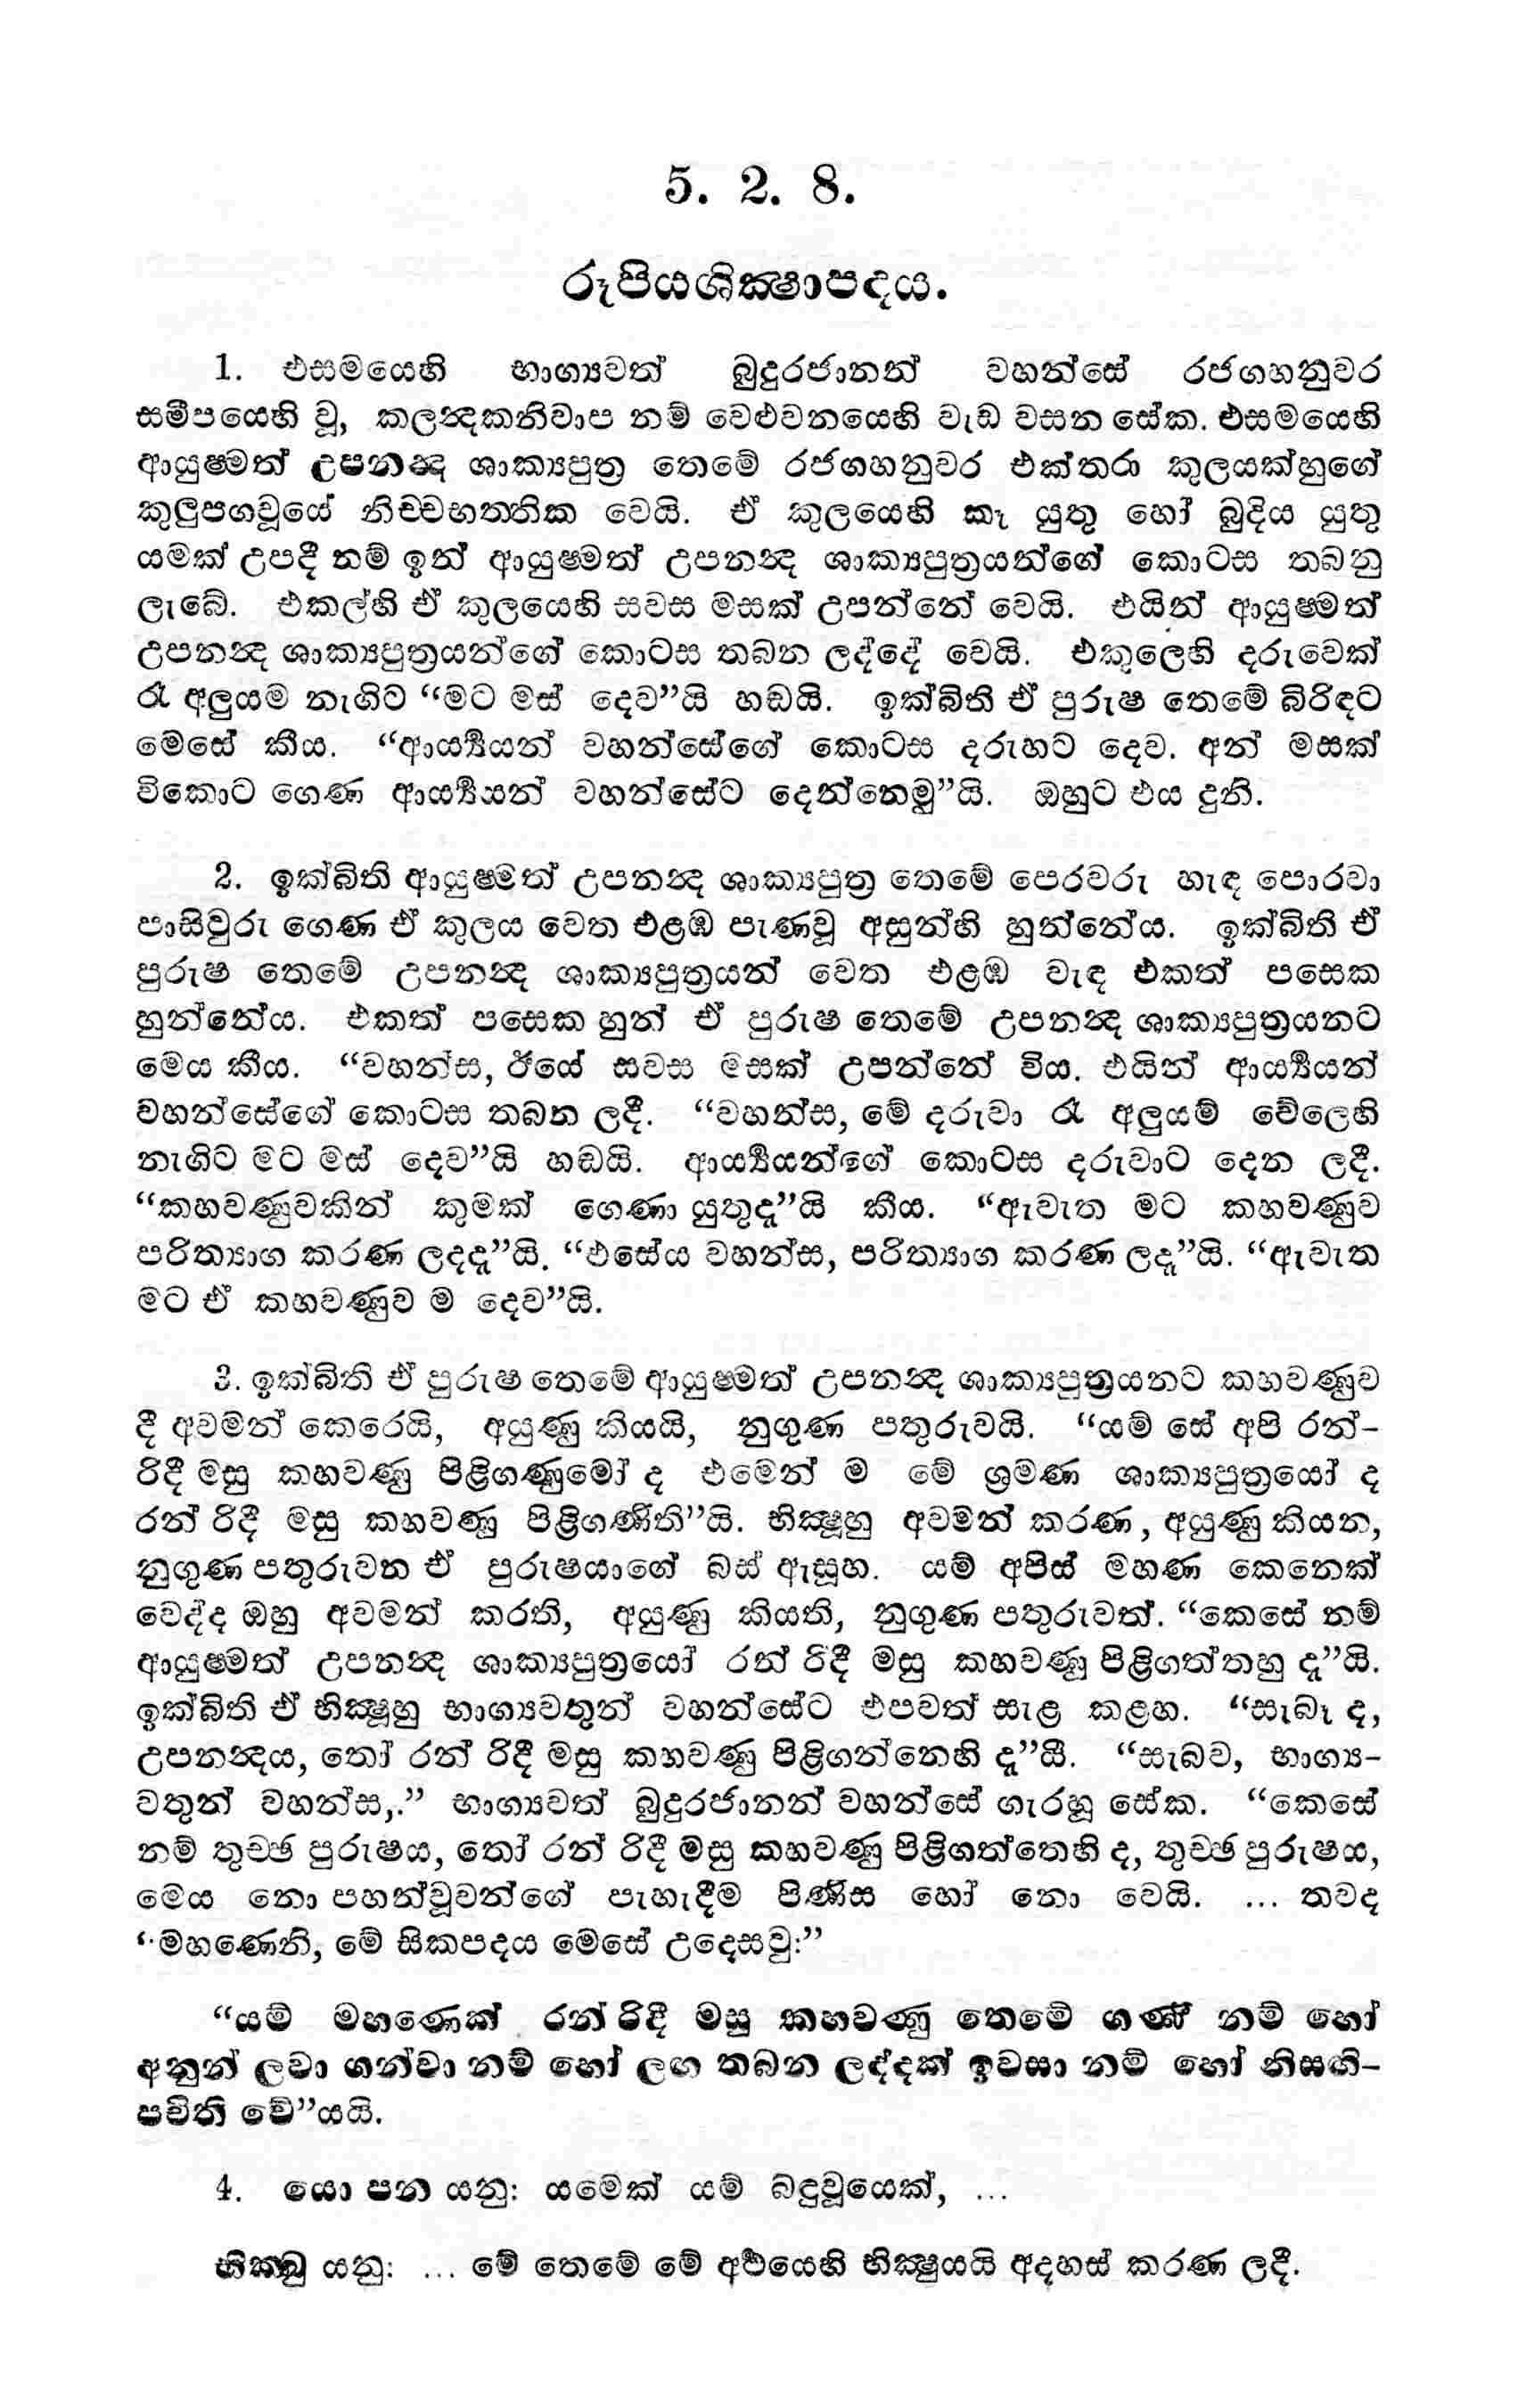 5. 2. 8.
රූපියශික්‍ෂාපදය.
1. එසමයෙහි භාග්‍යවත් බුදුරජානන් වහන්සේ රජගහනුවර
සමීපයෙහි වූ, කලන්‍දකනිවාප නම් වෙළුවනයෙහි වැඩ වසන සේක. එසමයෙහි
ආයුෂ්මත් උපනන්‍ද ශාක්‍යපුත්‍ර තෙමේ රජගහනුවර එක්තරා කුලයක්හුගේ
කුලුපගවූයේ නිච්චභත්තික වෙයි. ඒ කුලයෙහි කෑ යුතු හෝ බුදිය යුතු
යමක් උපදී නම් ඉන් ආයුෂ්මත් උපනන්‍ද ශාක්‍යපුත්‍රයන්ගේ කොටස තබනු
ලැබේ. එකල්හි ඒ කුලයෙහි සවස මසක් උපන්නේ වෙයි. එයින් ආයුෂ්මත්
උපනන්‍ද ශාක්‍යපුත්‍රයන්ගේ කොටස තබන ලද්දේ වෙයි. එකුලෙහි දරුවෙක්
රෑ අලුයම නැගිට “මට මස් දෙව”යි හඩයි. ඉක්බිති ඒ පුරුෂ තෙමේ බිරිඳට
මෙසේ කීය. “ආර්‍ය්‍යයන් වහන්සේගේ කොටස දරුහට දෙව. අන් මසක්
විකොට ගෙණ ආර්‍ය්‍යයන් වහන්සේට දෙන්නෙමු”යි. ඔහුට එය දුනි.
2. ඉක්බිති ආයුෂ්මත් උපනන්‍ද ශාක්‍යපුත්‍ර තෙමේ පෙරවරු හැඳ පොරවා
පාසිවුරු ගෙණ ඒ කුලය වෙත එළඹ පැණවූ අසුන්හි හුන්නේය. ඉක්බිති ඒ
පුරුෂ තෙමේ උපනන්‍ද ශාක්‍යපුත්‍රයන් වෙත එළඹ වැඳ එකත් පසෙක
හුන්නේය. එකත් පසෙක හුන් ඒ පුරුෂ තෙමේ උපනන්‍ද ශාක්‍යපුත්‍රයනට
මෙය කීය. “වහන්ස, ඊයේ සවස මසක් උපන්නේ විය. එයින් ආර්‍ය්‍යයන්
වහන්සේගේ කොටස තබන ලදී. “වහන්ස, මේ දරුවා රෑ අලුයම් වේලෙහි
නැගිට මට මස් දෙව”යි හඩයි. ආර්‍ය්‍යයන්ගේ කොටස දරුවාට දෙන ලදී.
“කහවණුවකින් කුමක් ගෙණා යුතුදැ”යි කීය. “ඇවැත මට කහවණුව
පරිත්‍යාග කරණ ලදදැ”යි. “එසේය වහන්ස, පරිත්‍යාග කරණ ලදැ”යි. “ඇවැත
මට ඒ කහවණුව ම දෙව”යි.
3. ඉක්බිති ඒ පුරුෂ තෙමේ ආයුෂ්මත් උපනන්‍ද ශාක්‍යපුත්‍රයනට කහවණුව
දී අවමන් කෙරෙයි, අයුණු කියයි, නුගුණ පතුරුවයි. “යම් සේ අපි රන්-
රිදී මසු කහවණු පිළිගණුමෝ ද එමෙන් ම මේ ශ්‍රමණ ශාක්‍යපුත්‍රයෝ ද
රන් රිදී මසු කහවණු පිළිගණිති”යි. භික්‍ෂූහු අවමන් කරණ, අයුණු කියන,
නුගුණ පතුරුවන ඒ පුරුෂයාගේ බස් ඇසූහ. යම් අපිස් මහණ කෙනෙක්
වෙද්ද ඔහු අවමන් කරති, අයුණු කියති, නුගුණ පතුරුවත්. “කෙසේ නම්
ආයුෂ්මත් උපනන්‍ද ශාක්‍යපුත්‍රයෝ රන් රිදී මසු කහවණු පිළිගත්තහු දැ”යි.
ඉක්බිති ඒ භික්‍ෂූහු භාග්‍යවතුන් වහන්සේට එපවත් සැළ කළහ. “සැබෑ ද,
උපනන්‍දය, තෝ රන් රිදී මසු කහවණු පිළිගන්නෙහි දැ”යී. “සැබව, භාග්‍ය-
වතුන් වහන්ස,.” භාග්‍යවත් බුදුරජානන් වහන්සේ ගැරහූ සේක. “කෙසේ
නම් තුච්ඡ පුරුෂය, තෝ රන් රිදී මසු කහවණු පිළිගත්තෙහි ද, තුච්ඡ පුරුෂය,
මෙය නො පහන්වූවන්ගේ පැහැදීම පිණිස හෝ නො වෙයි. ... තවද
“මහණෙනි, මේ සිකපදය මෙසේ උදෙසවු:”
“යම් මහණෙක් රන් රිදී මසු කහවණු තෙමේ ගණී නම් හෝ
අනුන් ලවා ගන්වා නම් හෝ ලඟ තබන ලද්දක් ඉවසා නම් හෝ නිසඟි-
පචිති වේ”යයි.
4. යො පන යනු: යමෙක් යම් බඳුවූයෙක්, ...
භික්ඛු යනු: ... මේ තෙමේ මේ අර්‍ථයෙහි භික්‍ෂුයයි අදහස් කරණ ලදී.